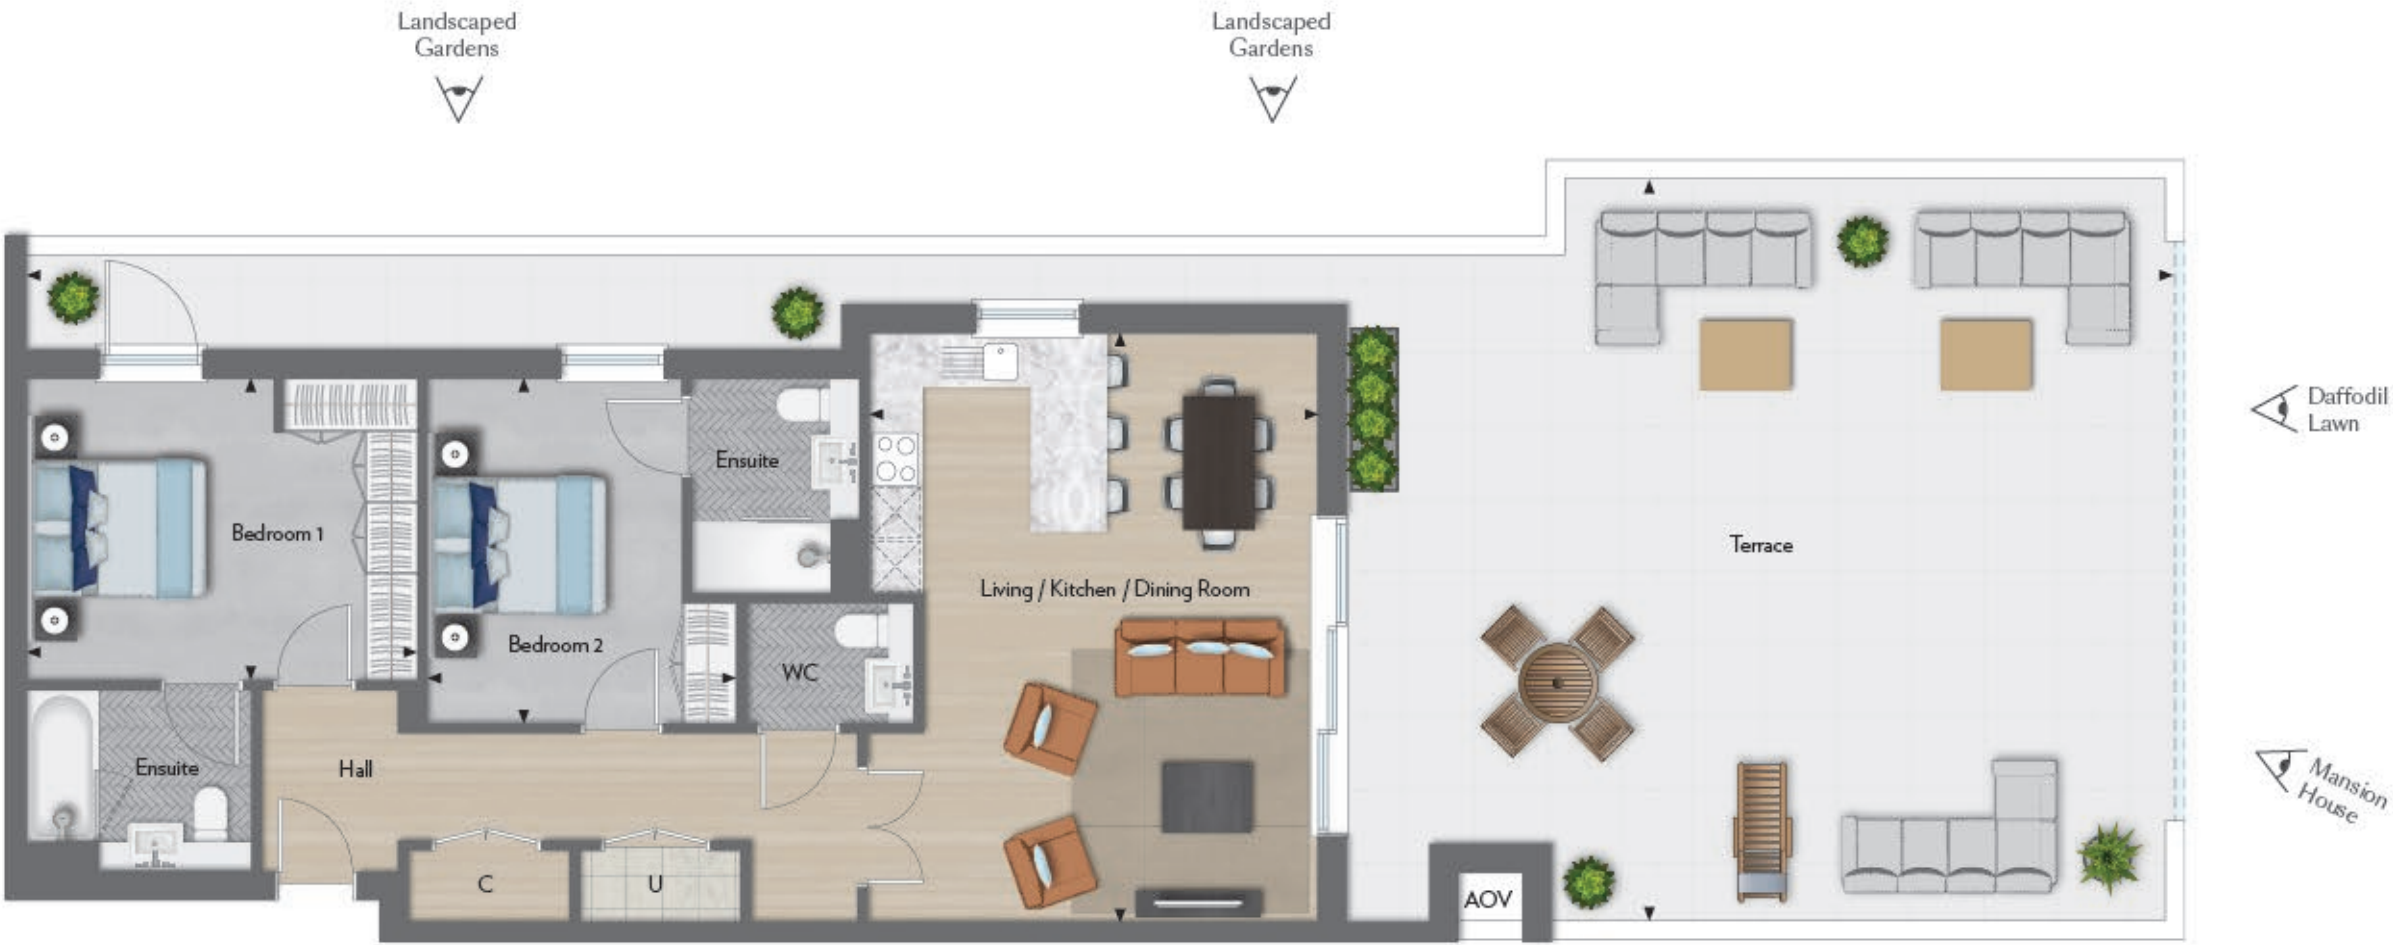 Landscaped
Gardens
Landscaped
Gardens
Daffodil
Lawn
Ensuite
Bedroom 1
Terrace
Living / Kitchen / Dining Room
Bedroom 2
WC
Ensuite
Hall
Mansion
House
C
U
AOV